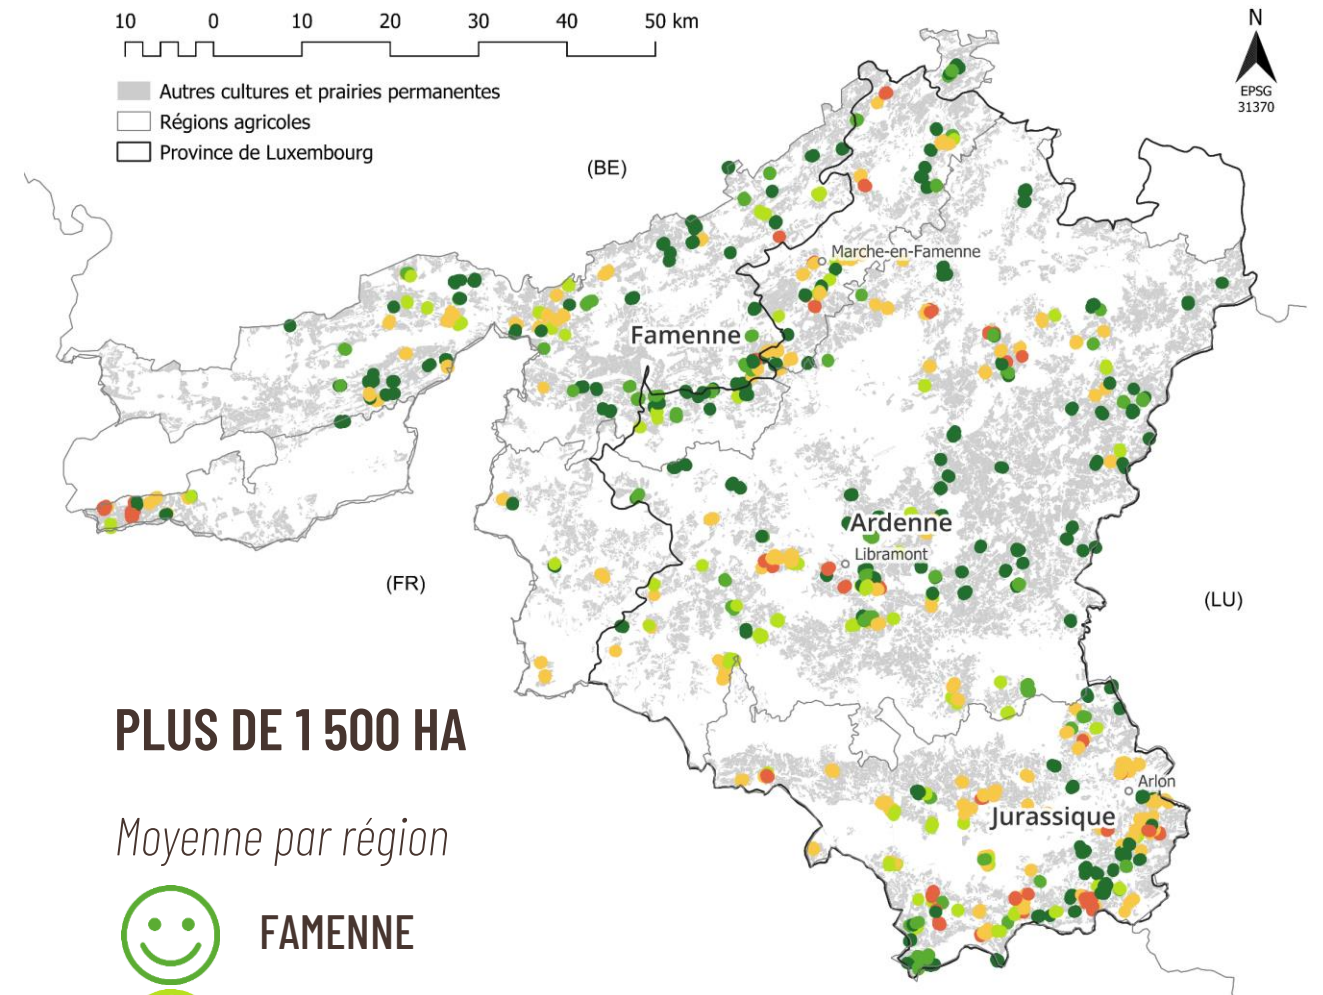 10 0 10 20 30 40 50 km
N
EPSG
31370
Autres cultures et prairies permanentes
Régions agricoles
Province de Luxembourg
(BE)
Marche-en-Famenne
Famenne
Ardenne
Libramont
(FR)
(LU)
PLUS DE 1 500 HA
Arlon
Jurassique
Moyenne par région
FAMENNE